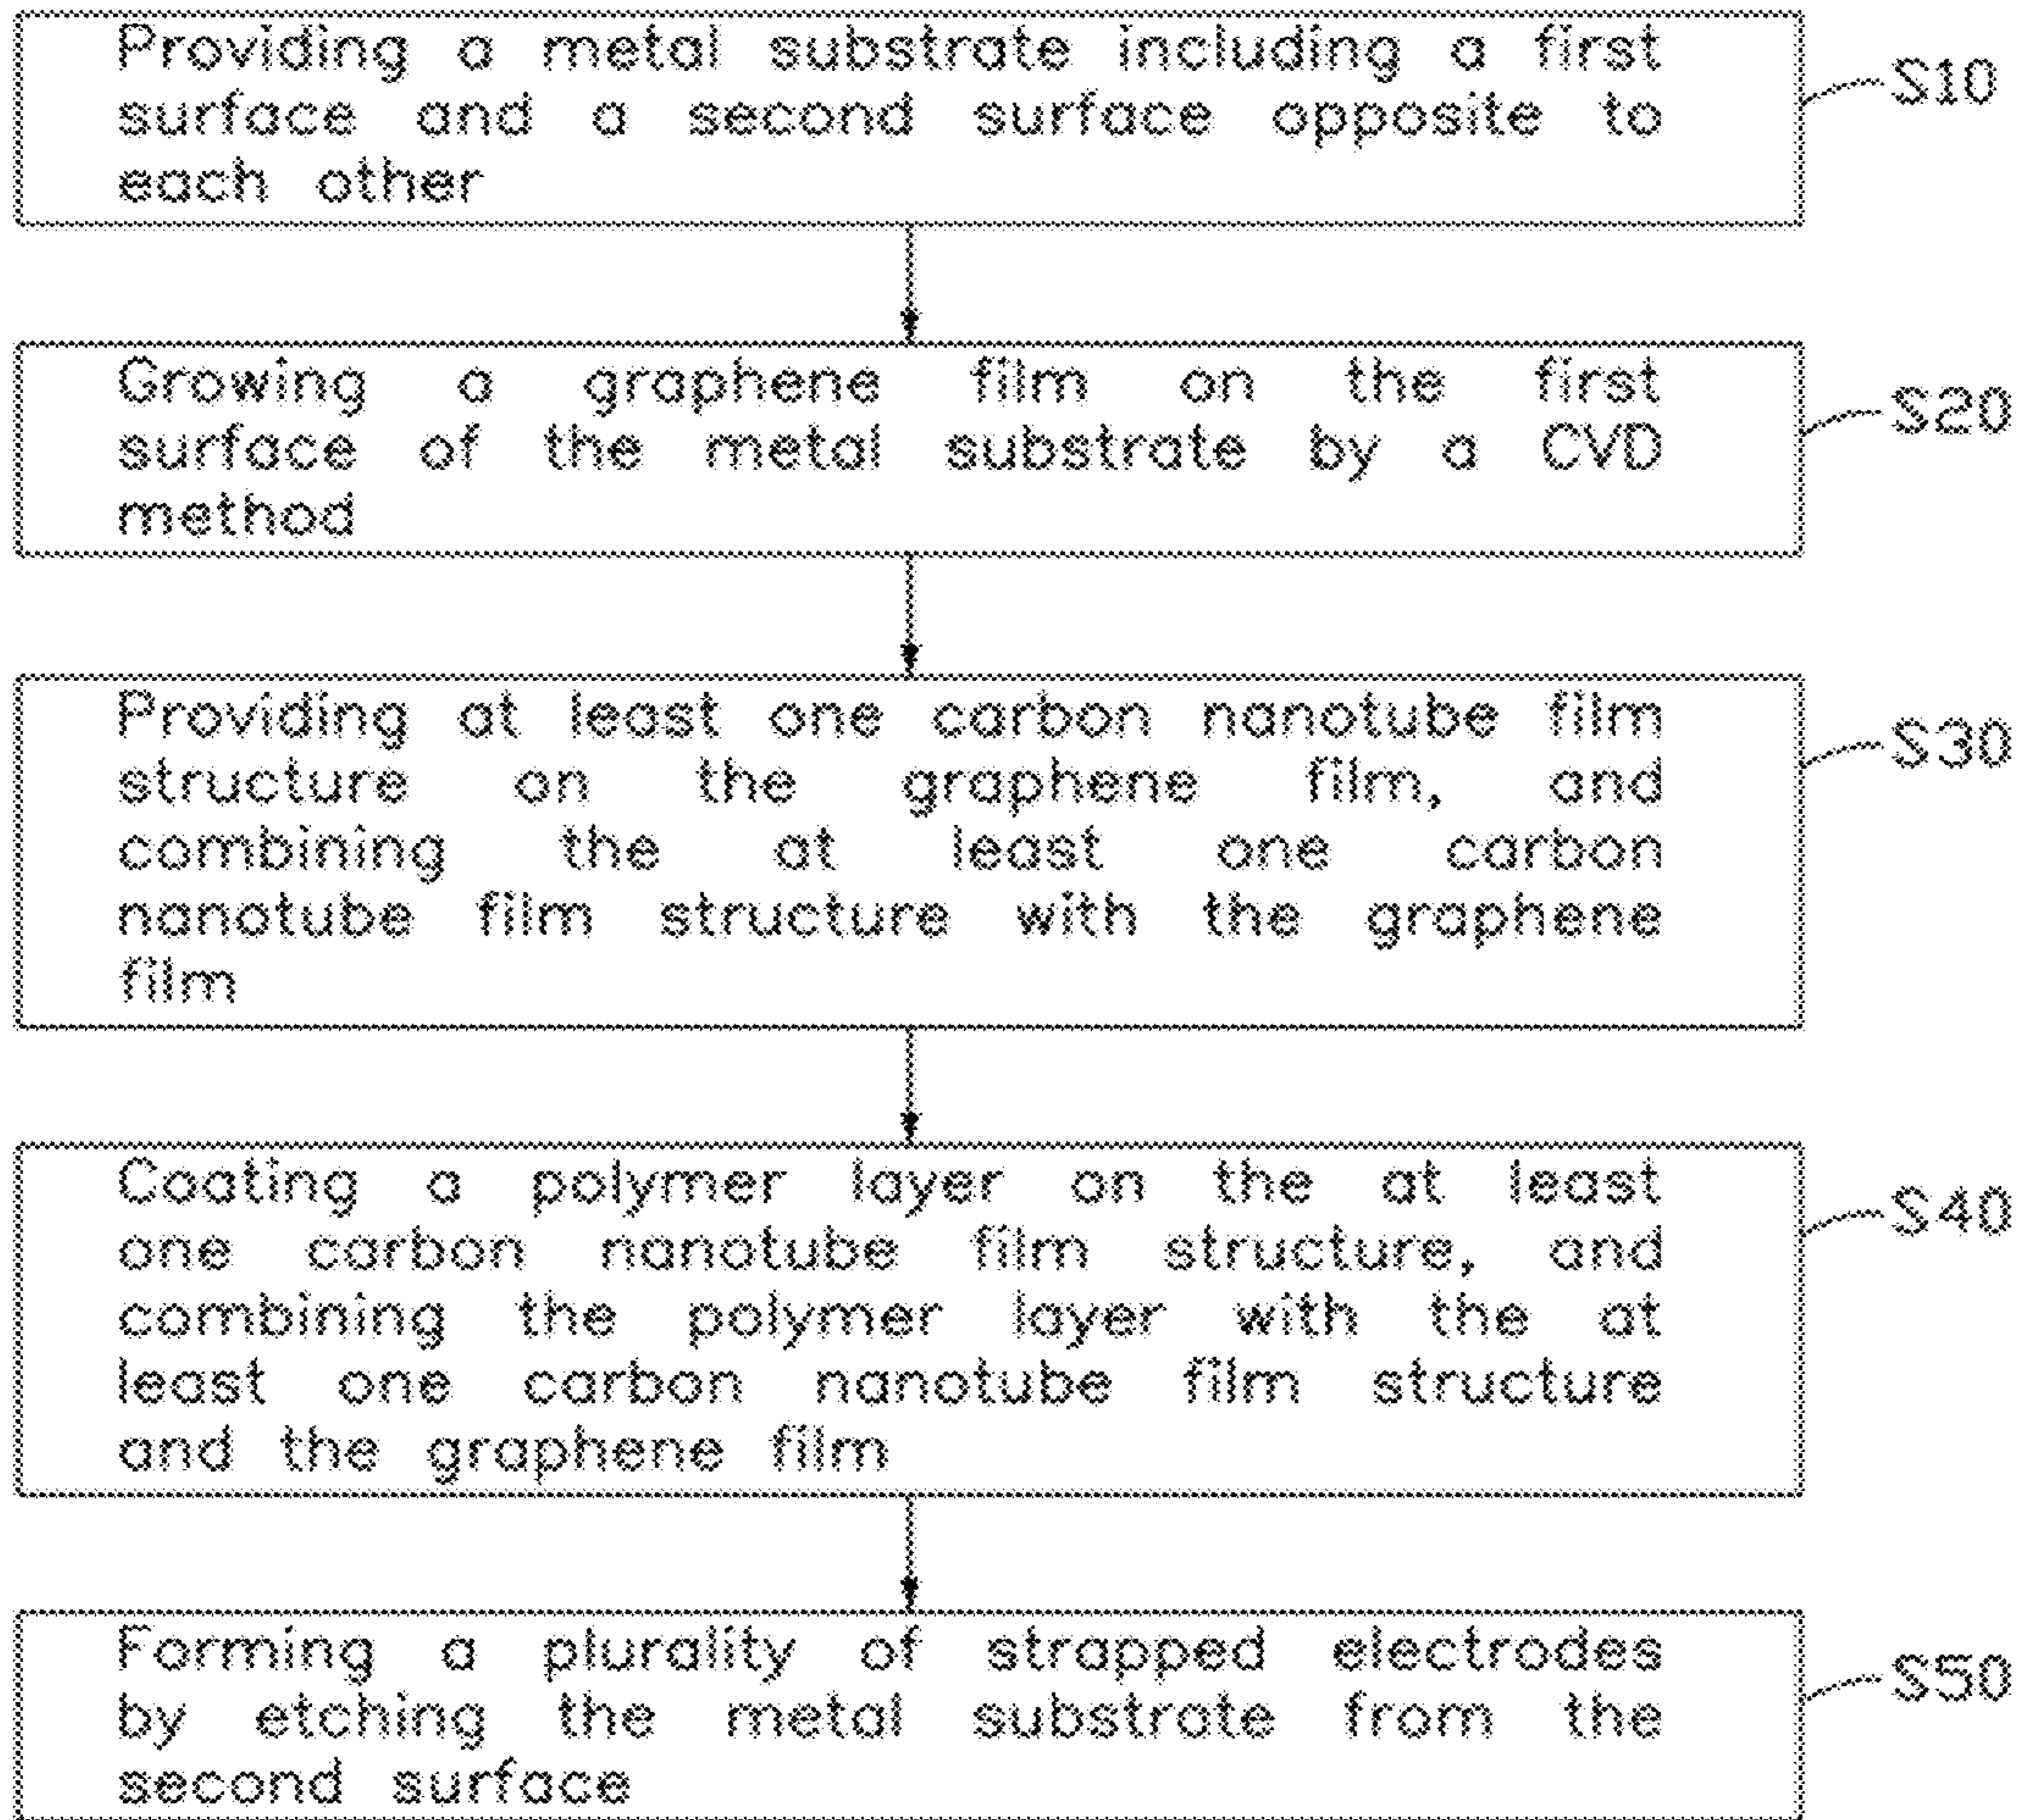 Providing a metal substrate including a first
surface and a second surface opposite to
each other
S10
Growing a graphene film on the first
surface of the metal substrate by a CVD
method
S20
Providing at least one carbon nanotube film
structure on the graphene film, and
combining the at least one carbon
nanotube film structure with the graphene
film
S30
Coating a polymer layer on the at least
one carbon nanotube film structure, and
combining the polymer layer with the at
least one carbon nanotube film structure
and the graphene film
S40
Forming a plurality of strapped electrodes
by etching the metal substrate from the
second surface
S50